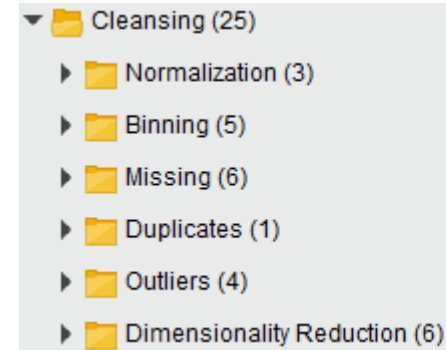 Cleansing (25)
Normalization (3)
Binning (5)
Missing (6)
Duplicates (1)
Outliers (4)
Dimensionality Reduction (6)